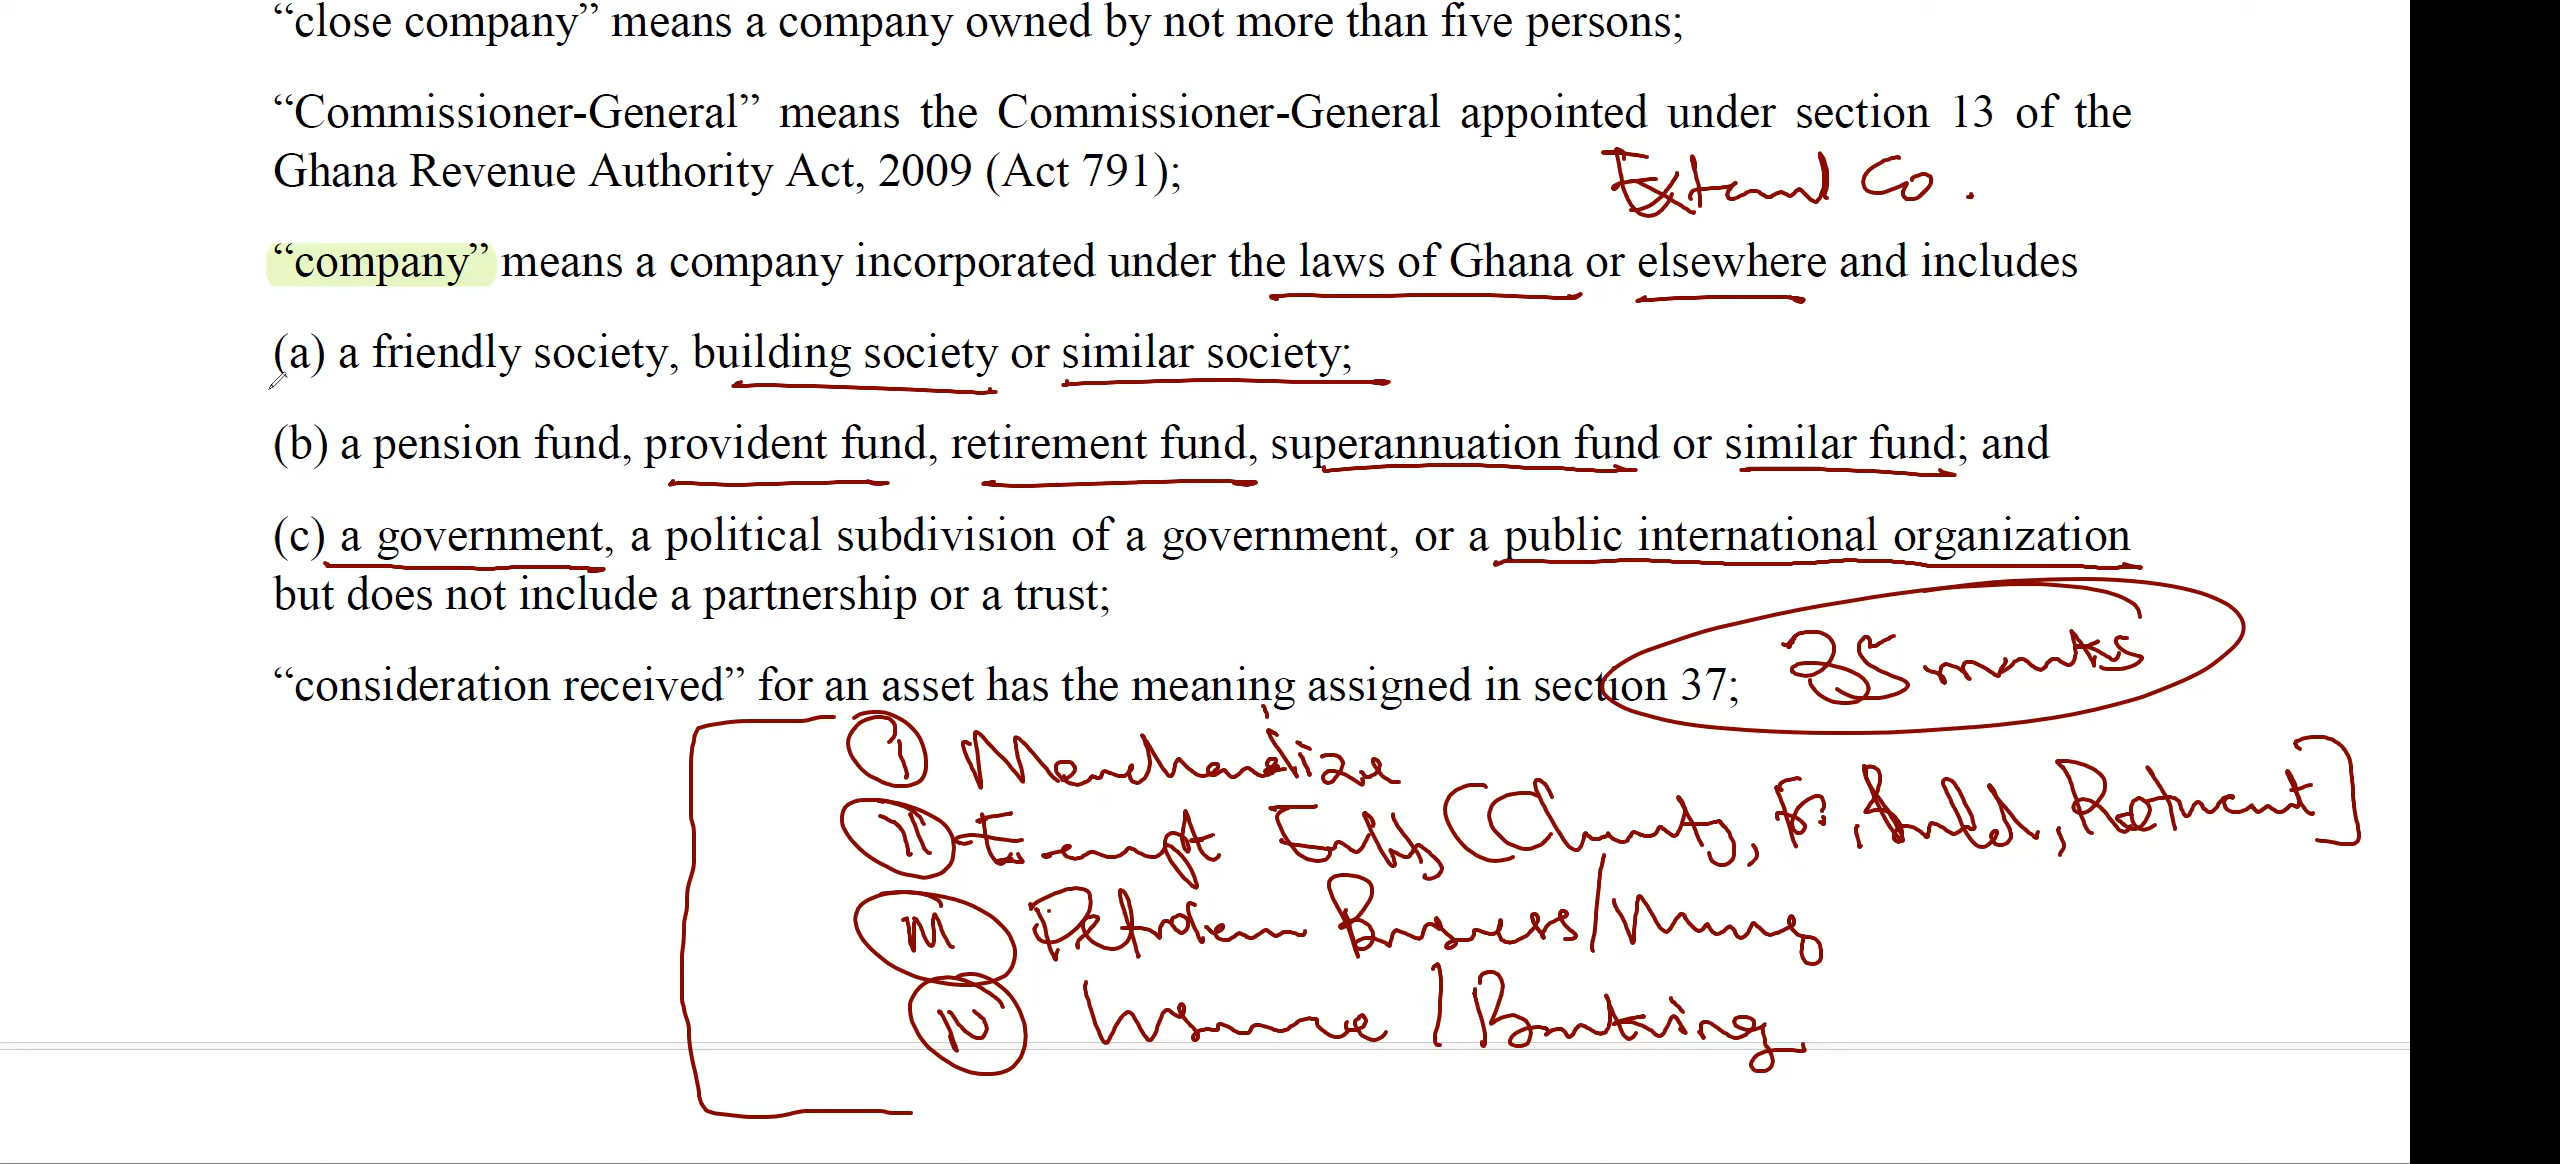 “close company” means a company owned by not more than five persons;
“Commissioner-General” means the Commissioner-General appointed under section 13 of the
Ghana Revenue Authority Act, 2009 (Act 791);
External Co.
“company” means a company incorporated under the laws of Ghana or elsewhere and includes
(a) a friendly society, building society or similar society;
(b) a pension fund, provident fund, retirement fund, superannuation fund or similar fund; and
(c) a government, a political subdivision of a government, or a public international organization
but does not include a partnership or a trust;
“consideration received” for an asset has the meaning assigned in section 37;
35 months
I Merchandize
II Exempt Entity (Charity, Fr, Build, Retirement]
III Petroleum Business/Mining
IV Insurance | Banking